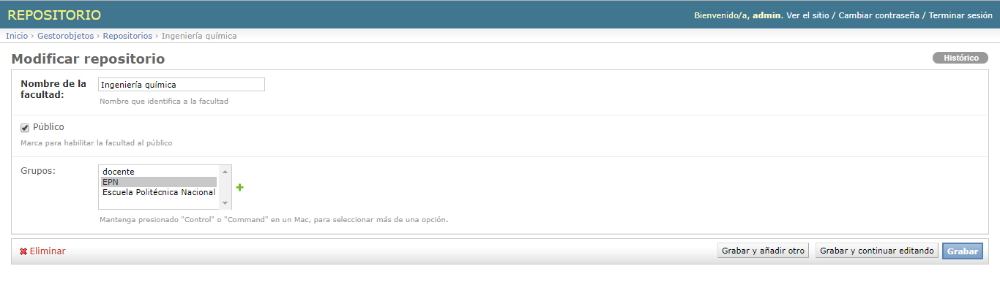 REPOSITORIO
Bienvenido/a, admin. Ver el sitio / Cambiar contraseña / Terminar sesión
Inicio › Gestorobjetos › Repositorios › Ingeniería química
Modificar repositorio
Histórico
Nombre de la
facultad:
Ingeniería química
Nombre que identifica a la facultad
Público
Marca para habilitar la facultad al público
Grupos:
docente
EPN
Escuela Politécnica Nacional
Mantenga presionado "Control" o "Command" en un Mac, para seleccionar más de una opción.
Eliminar
Grabar y añadir otro
Grabar y continuar editando
Grabar